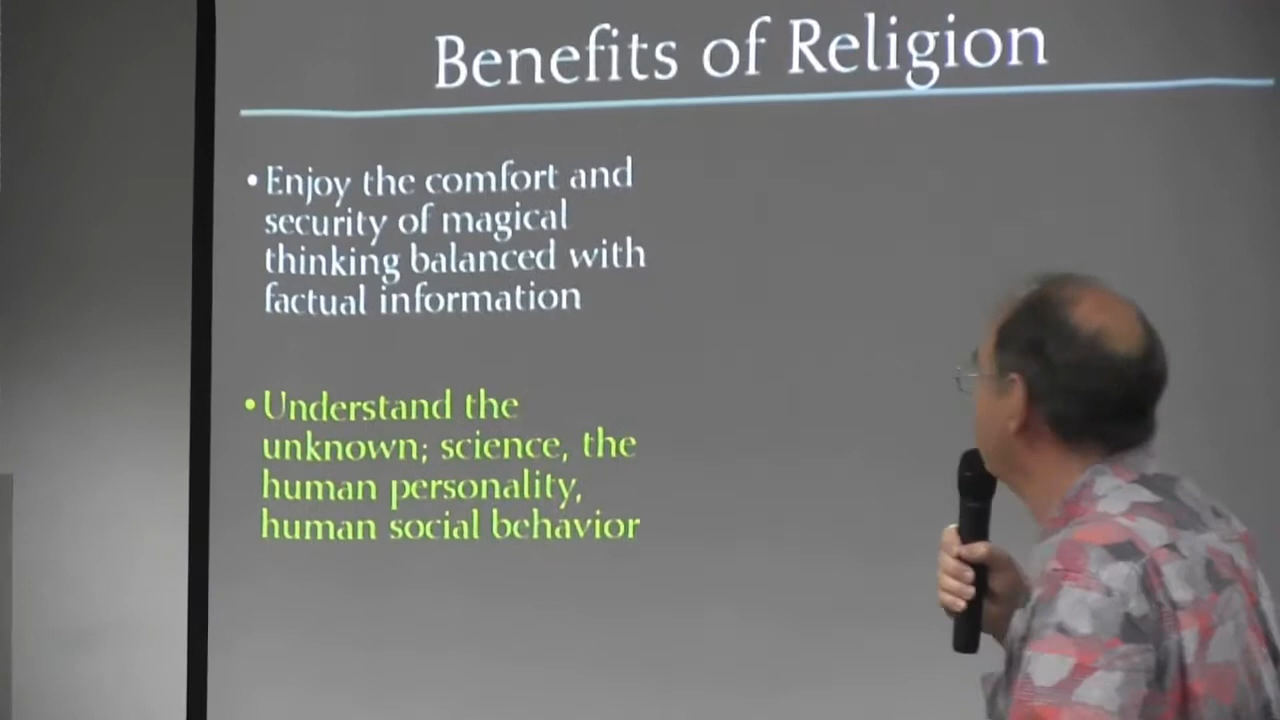 Benefits of Religion
•Enjoy the comfort and
security of magical
thinking balanced with
factual information
•Understand the
unknown; science, the
human personality,
human social behavior